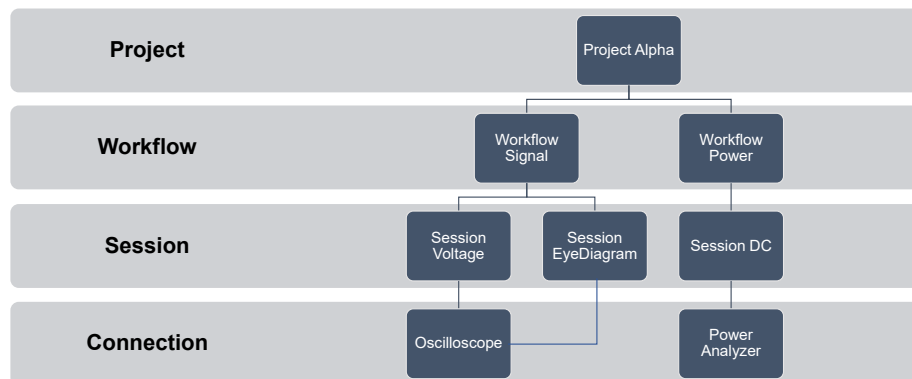 Project
Project Alpha
Workflow
Workflow
Signal
Workflow
Power
Session
Session
Voltage
Session
EyeDiagram
Session DC
Connection
Oscilloscope
Power
Analyzer